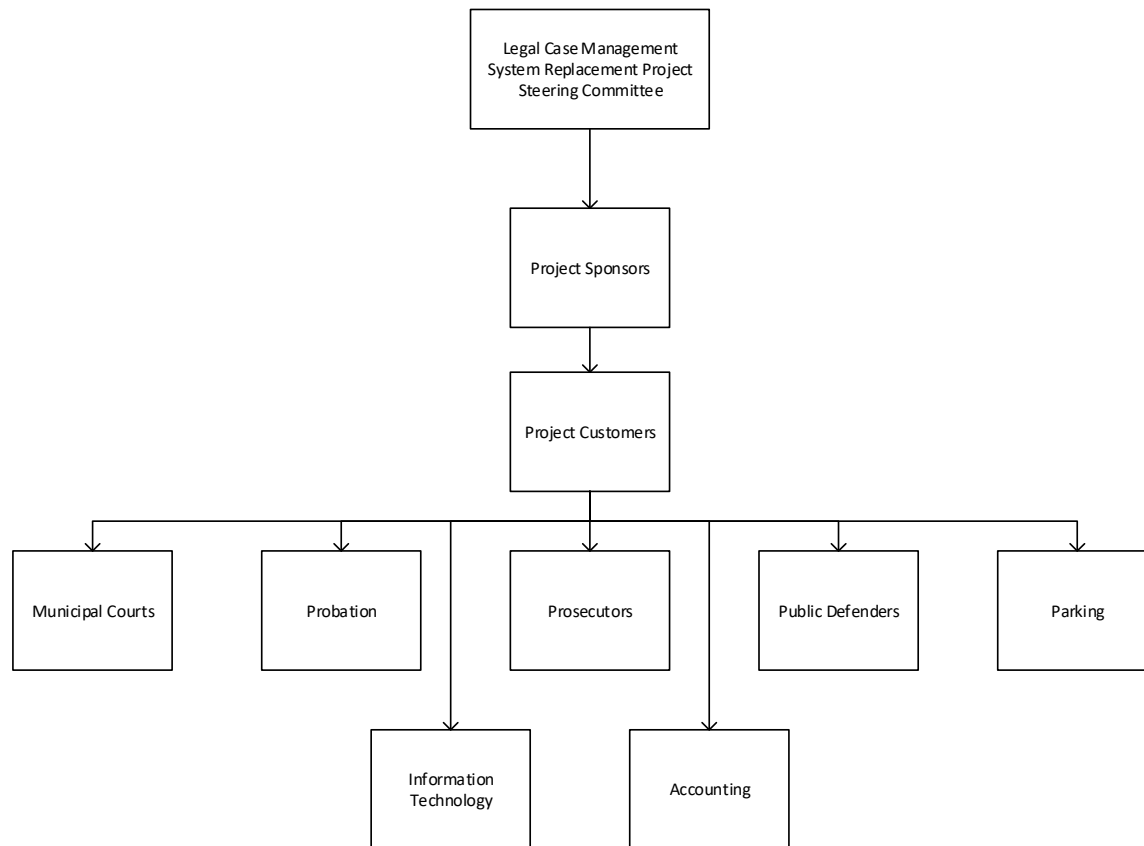 Legal Case Management
System Replacement Project
Steering Committee
Project Sponsors
Project Customers
Municipal Courts
Probation
Prosecutors
Public Defenders
Parking
Information
Technology
Accounting